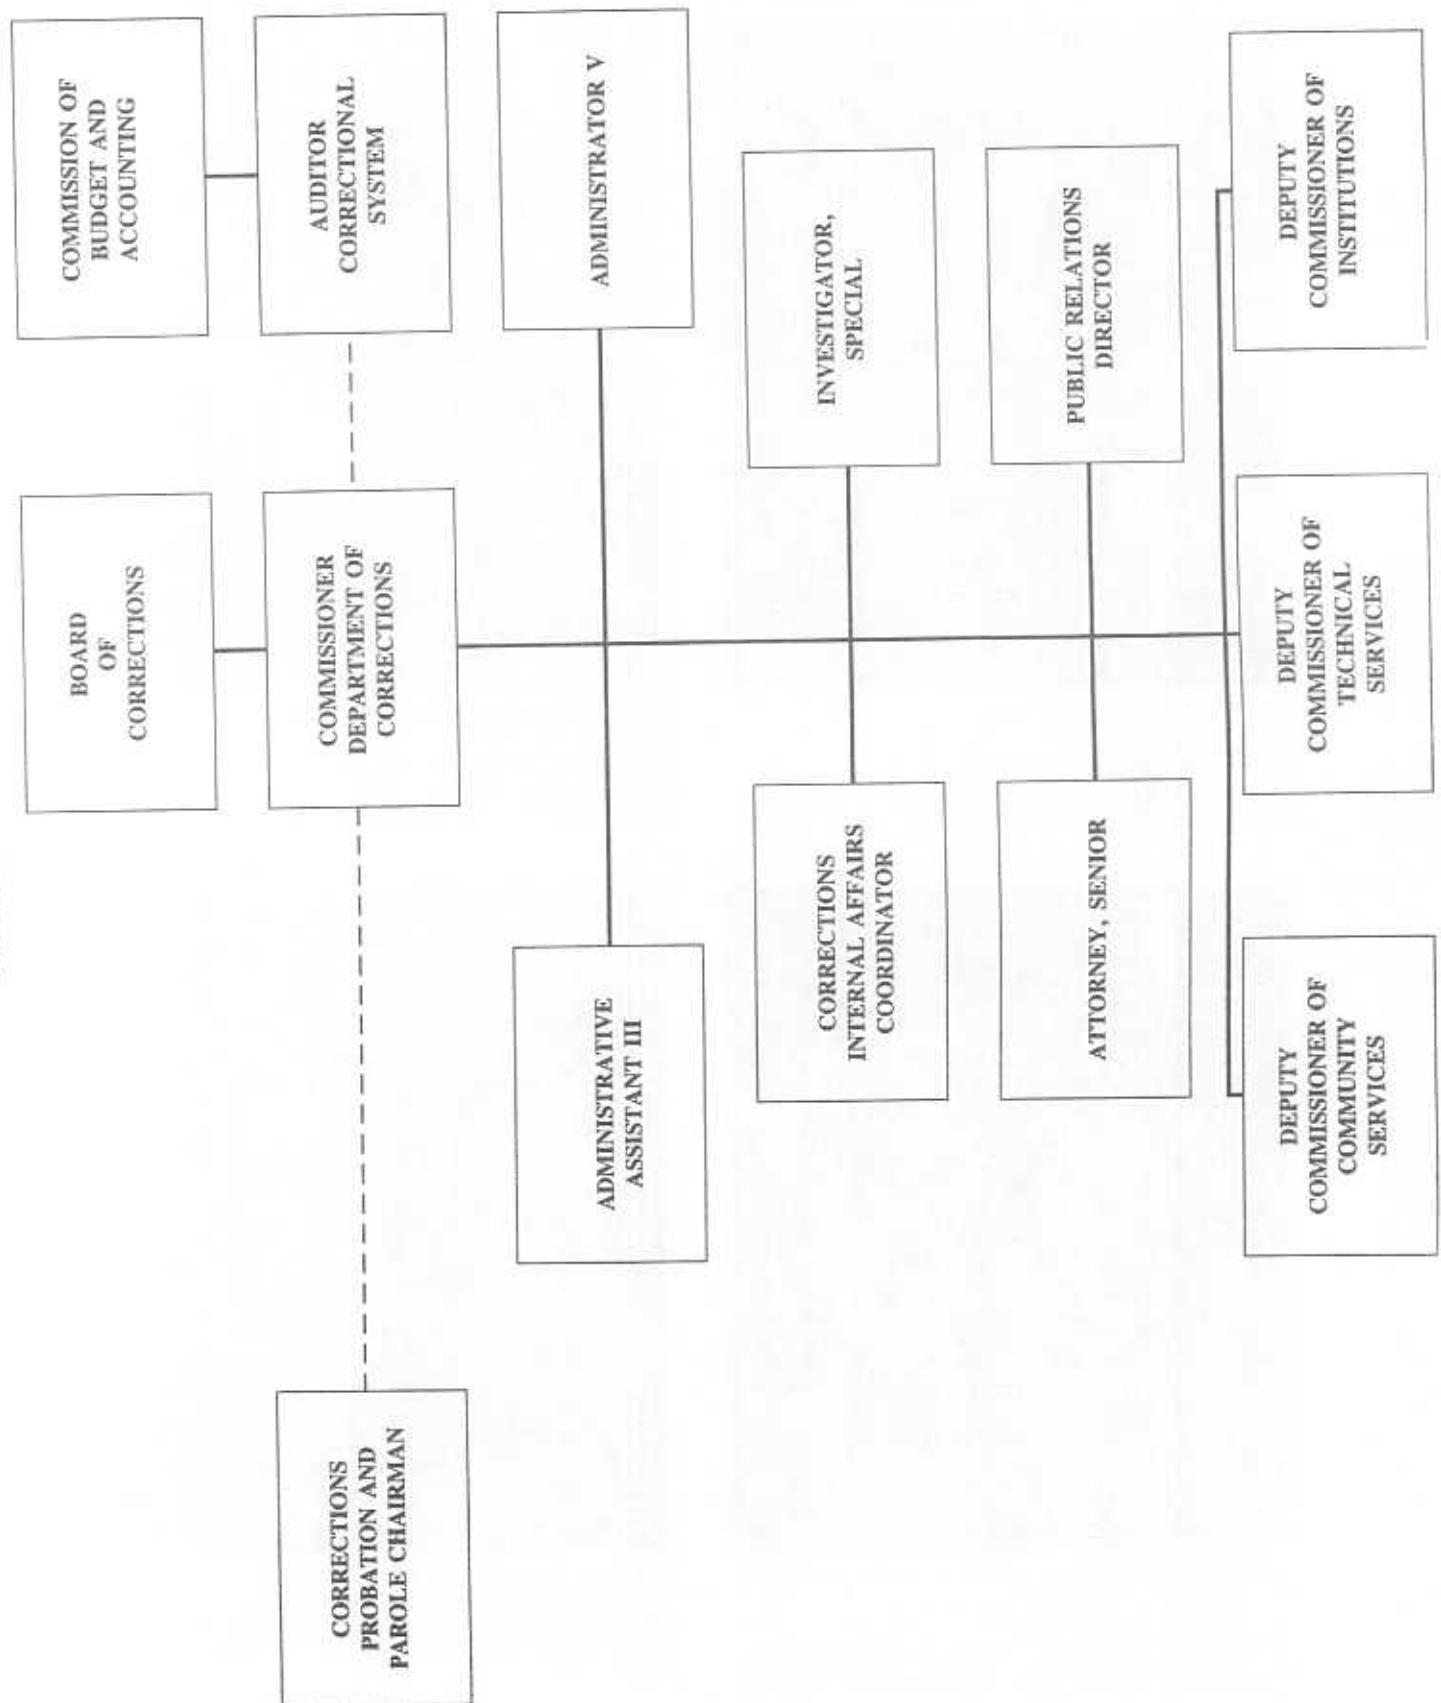 BOARD
OF
CORRECTIONS
COMMISSION OF
BUDGET AND
ACCOUNTING
CORRECTIONS
PROBATION AND
PAROLE CHAIRMAN
COMMISSIONER
DEPARTMENT OF
CORRECTIONS
AUDITOR
CORRECTIONAL
SYSTEM
ADMINISTRATIVE
ASSISTANT III
ADMINISTRATOR V
CORRECTIONS
INTERNAL AFFAIRS
COORDINATOR
INVESTIGATOR,
SPECIAL
ATTORNEY, SENIOR
PUBLIC RELATIONS
DIRECTOR
DEPUTY
COMMISSIONER OF
COMMUNITY
SERVICES
DEPUTY
COMMISSIONER OF
TECHNICAL
SERVICES
DEPUTY
COMMISSIONER OF
INSTITUTIONS